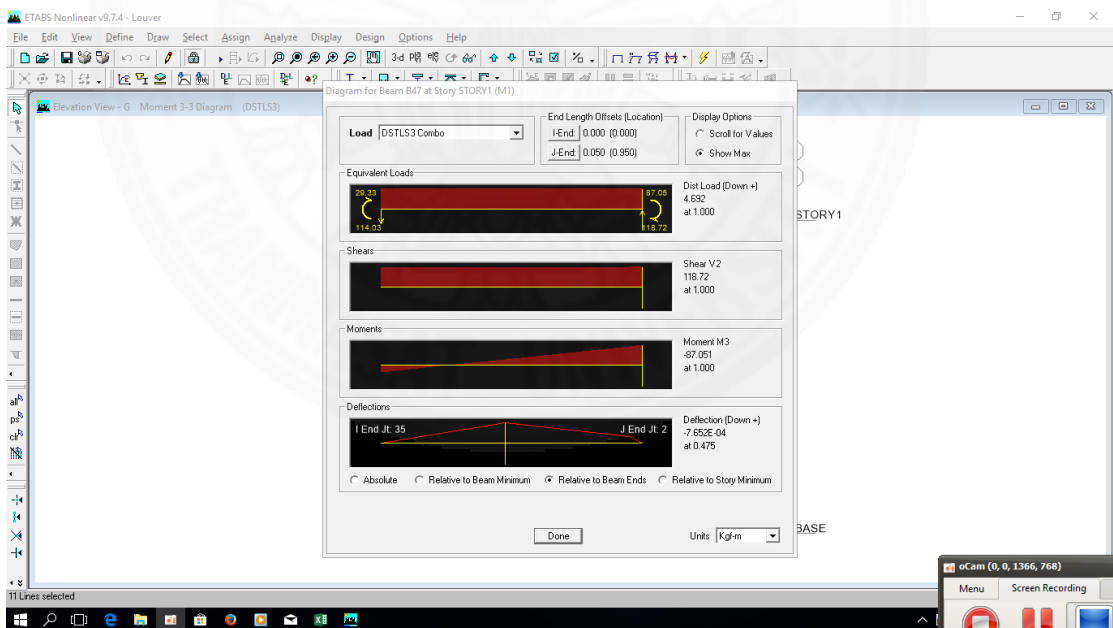 ETABS Nonlinear v9.7.4 - Louver
File Edit View Define Draw Select Assign Analyze Display Design Options Help
3-d
Elevation View - G Moment 3-3 Diagram (DSTLS3)
Diagram for Beam B47 at Story STORY1 (M1)
Load DSTLS3 Combo
End Length Offsets (Location)
I-End: 0.000 (0.000)
J-End: 0.050 (0.950)
Display Options
Scroll for Values
Show Max
Equivalent Loads
29.33 87.05
114.03 118.72
Dist Load (Down +)
4.692
at 1.000
Shears
Shear V2
118.72
at 1.000
Moments
Moment M3
-87.051
at 1.000
Deflections
I End Jt: 35 J End Jt: 2
Deflection (Down +)
-7.652E-04
at 0.475
Absolute Relative to Beam Minimum Relative to Beam Ends Relative to Story Minimum
Done
Units Kgf-m
STORY1
BASE
all
ps
clr
11 Lines selected
oCam (0, 0, 1366, 768)
Menu Screen Recording